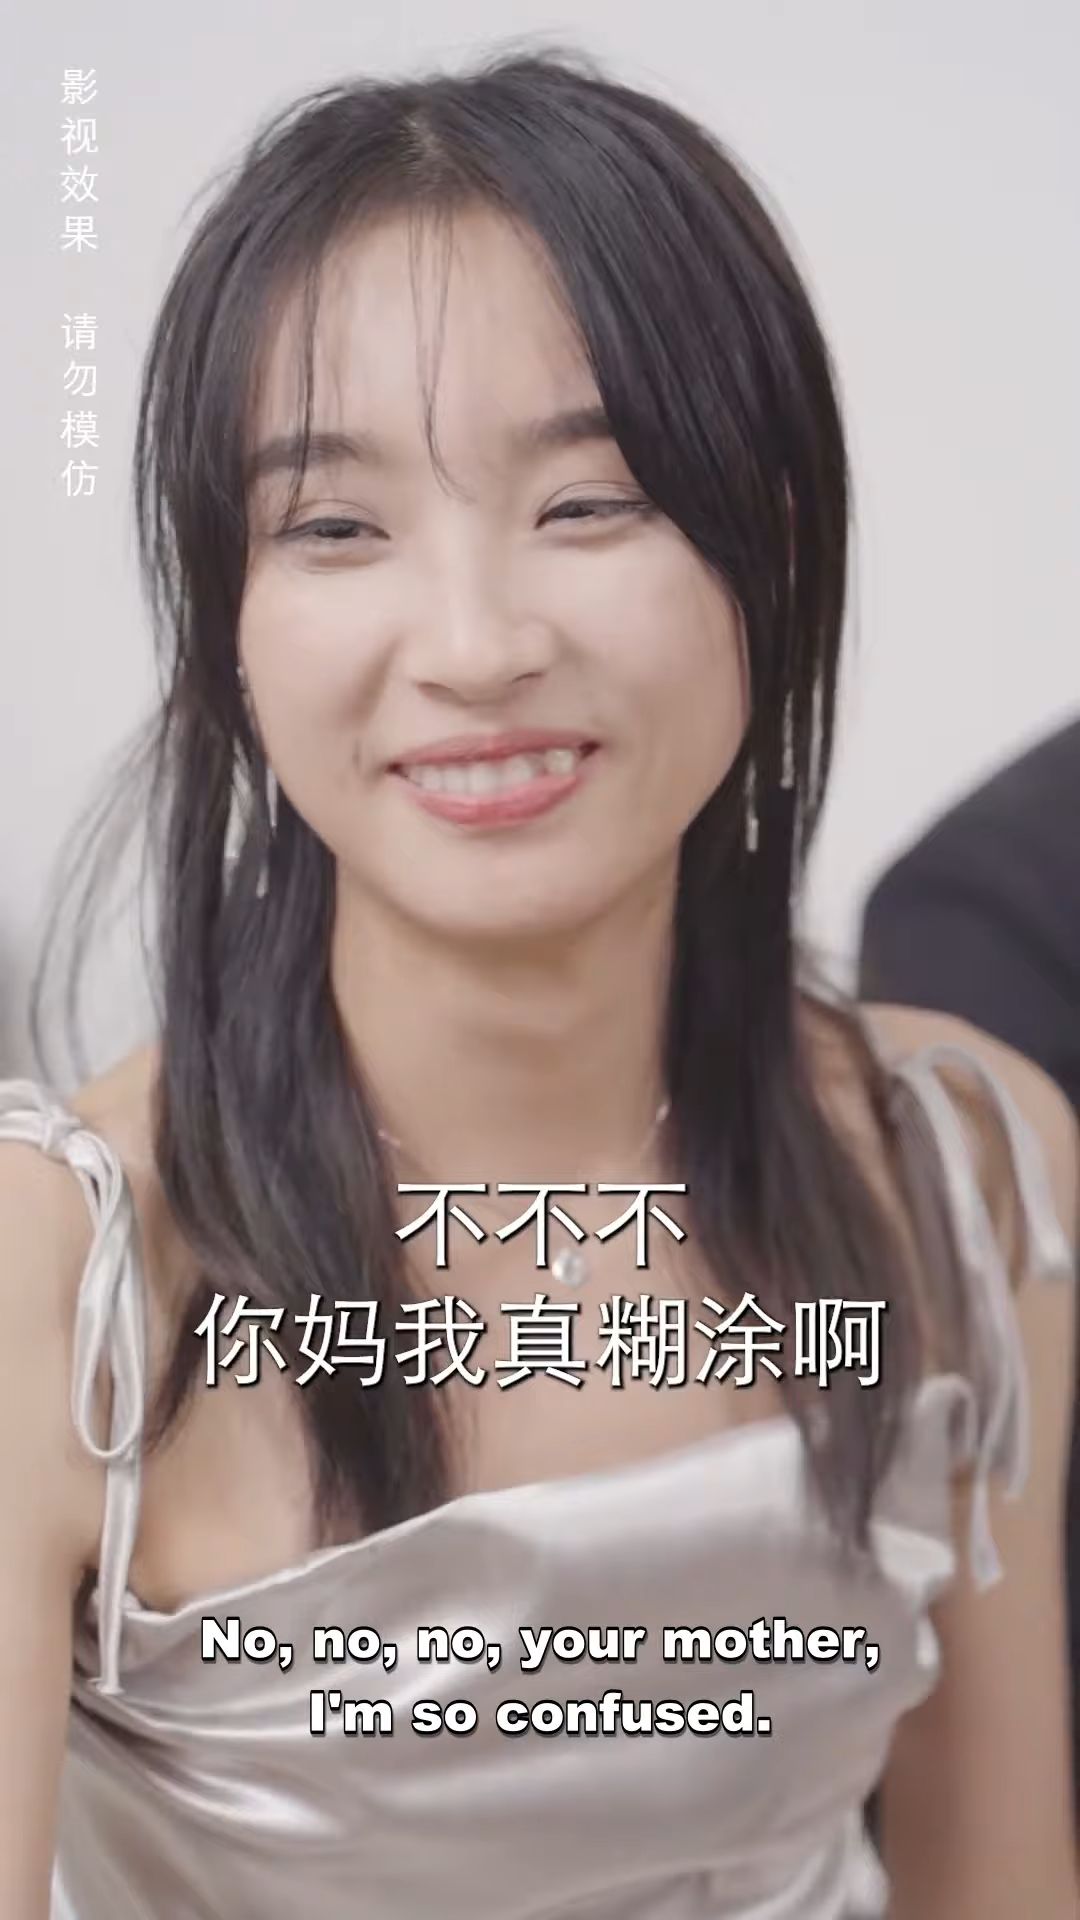 影视效果 请勿模仿
不不不
你妈我真糊涂啊
No, no, no, your mother,
I'm so confused.